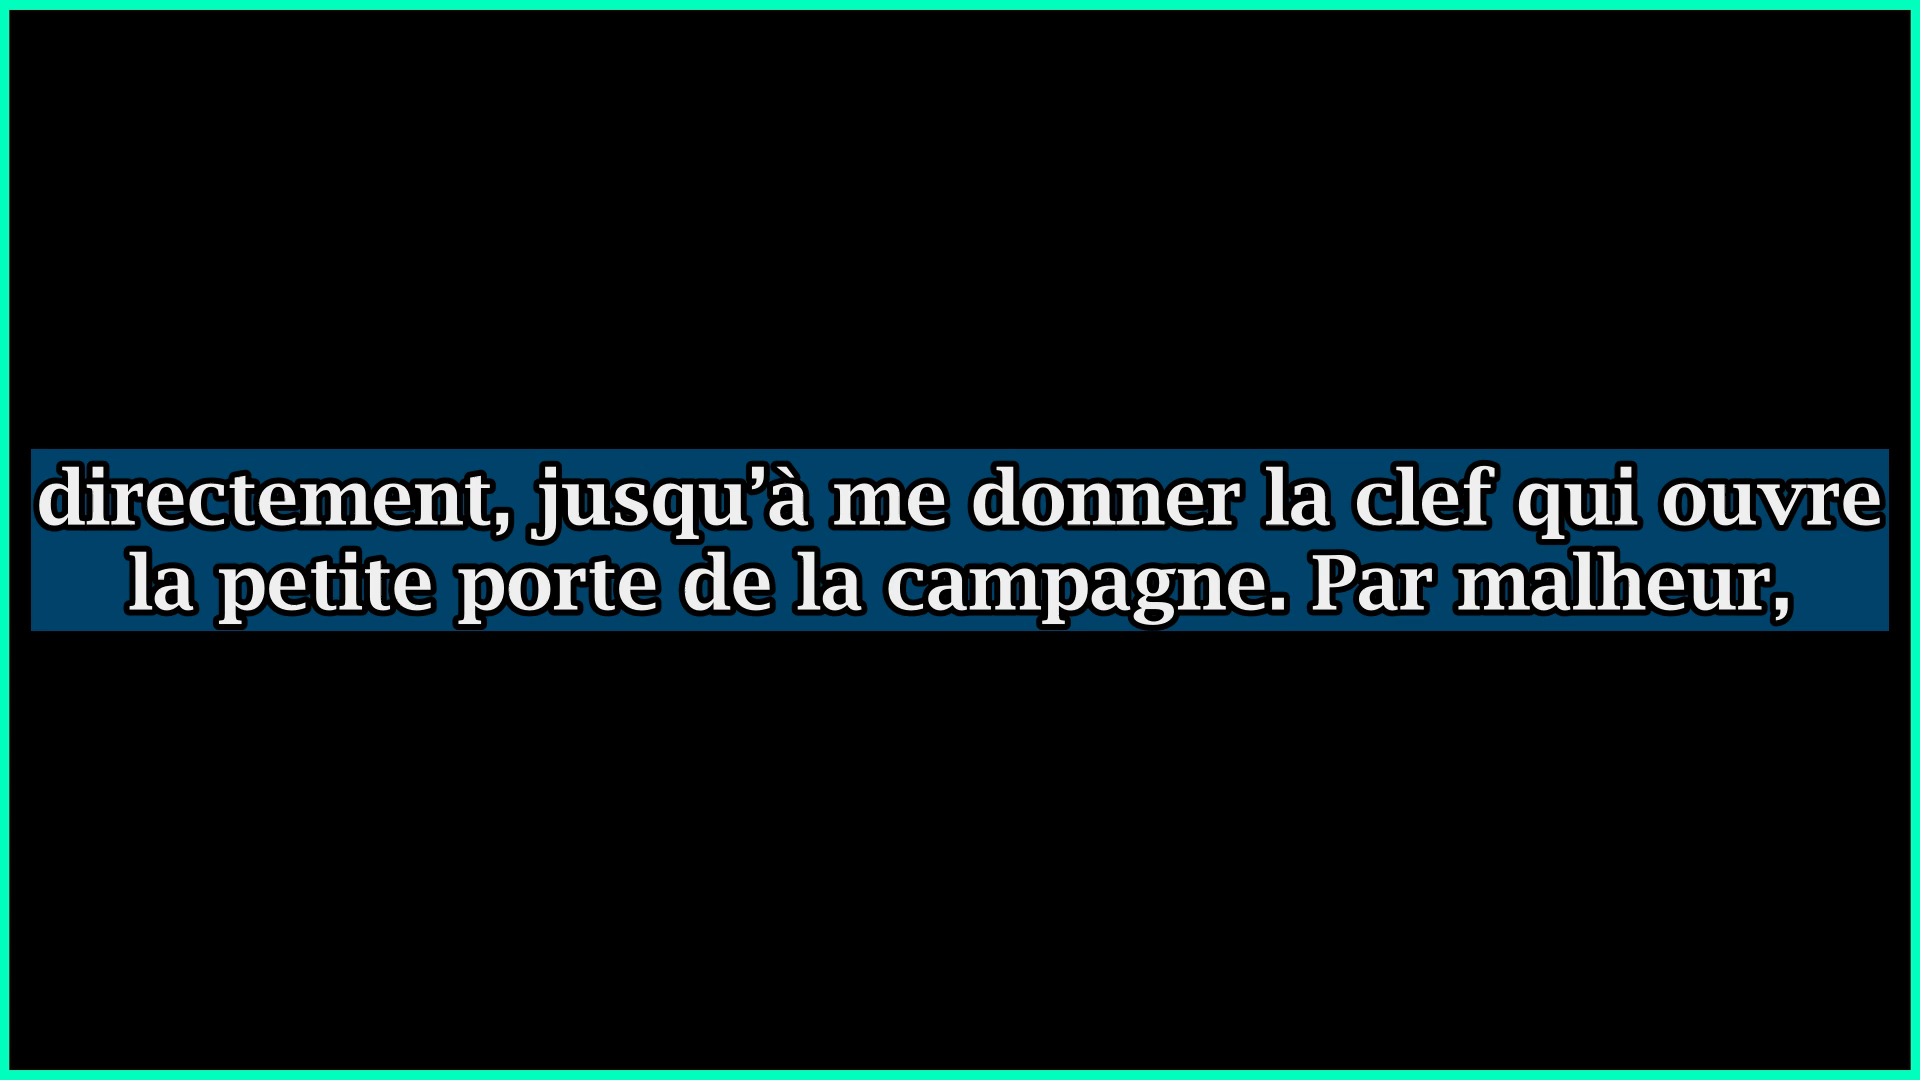 directement, jusqu’à me donner la clef qui ouvre
la petite porte de la campagne. Par malheur,